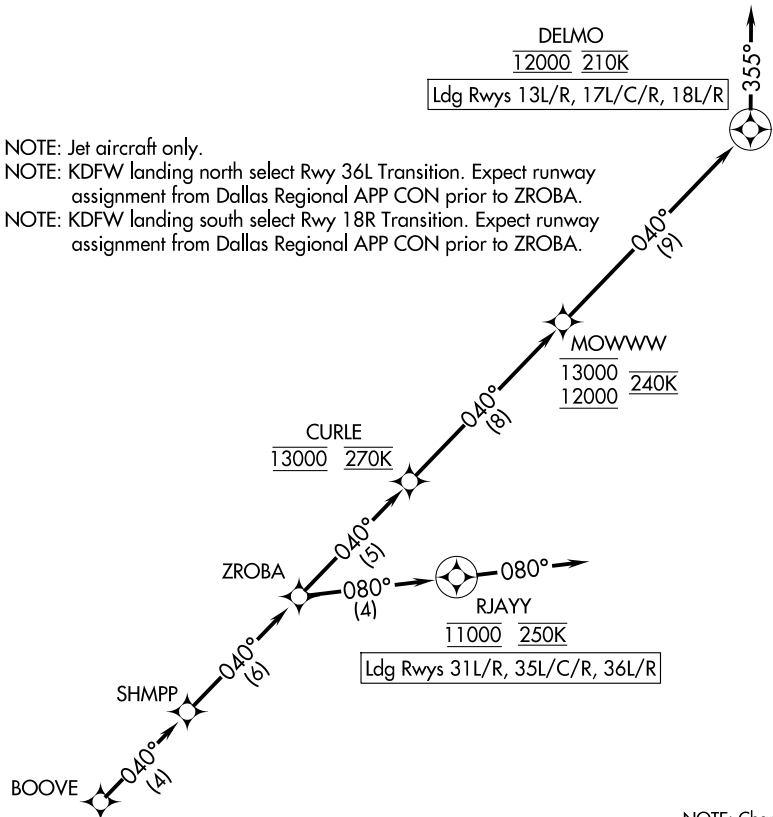 DELMO
12000 210K
Ldg Rwys 13L/R, 17L/C/R, 18L/R
355°
NOTE: Jet aircraft only.
NOTE: KDFW landing north select Rwy 36L Transition. Expect runway
assignment from Dallas Regional APP CON prior to ZROBA.
NOTE: KDFW landing south select Rwy 18R Transition. Expect runway
assignment from Dallas Regional APP CON prior to ZROBA.
040°
(9)
MOWWW
13000
12000
240K
040°
(8)
CURLE
13000 270K
040°
(5)
ZROBA
080°
(4)
080°
RJAYY
11000 250K
Ldg Rwys 31L/R, 35L/C/R, 36L/R
040°
(6)
SHMPP
040°
(4)
BOOVE
NOTE: